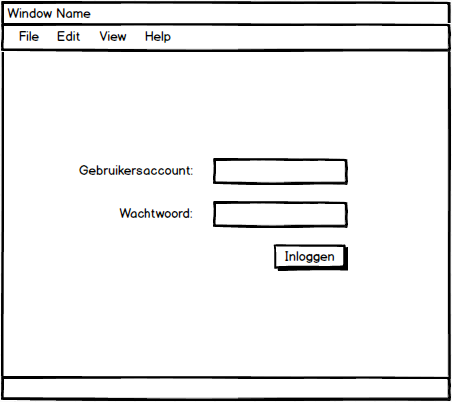 Window Name
File Edit View Help
Gebruikersaccount:
Wachtwoord:
Inloggen